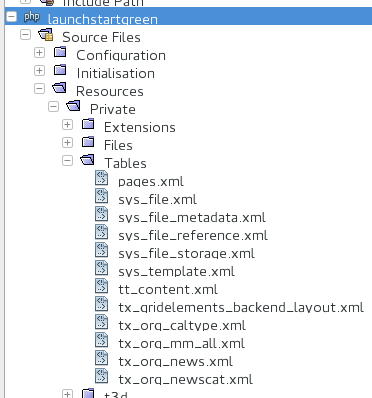 Include Path
php launchstartgreen
Source Files
Configuration
Initialisation
Resources
Private
Extensions
Files
Tables
pages.xml
sys_file.xml
sys_file_metadata.xml
sys_file_reference.xml
sys_file_storage.xml
sys_template.xml
tt_content.xml
tx_gridelements_backend_layout.xml
tx_org_caltype.xml
tx_org_mm_all.xml
tx_org_news.xml
tx_org_newscat.xml
t3d